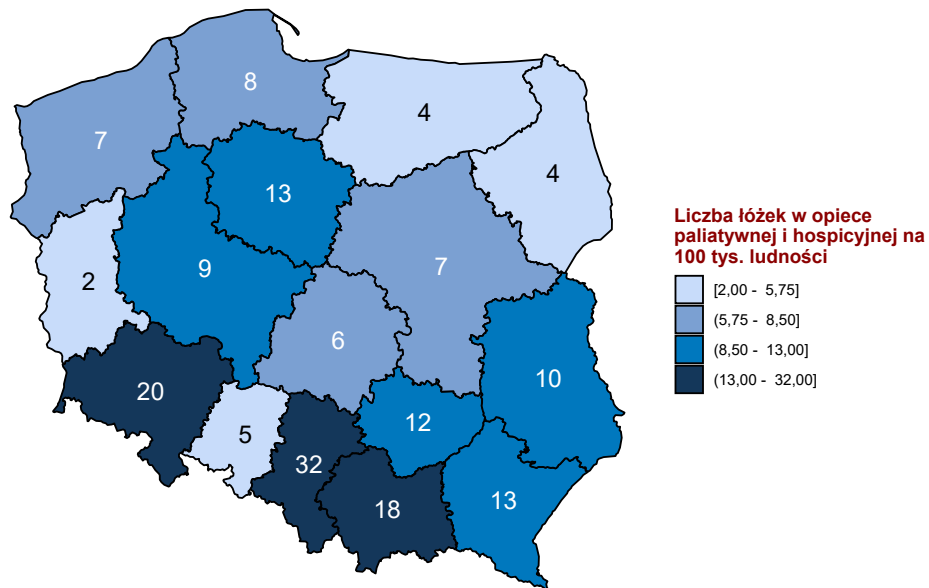 8
4
7
4
13
7
9
2
6
10
20
12
5
32
13
18
Liczba łóżek w opiece
paliatywnej i hospicyjnej na
100 tys. ludności
[2,00 - 5,75]
(5,75 - 8,50]
(8,50 - 13,00]
(13,00 - 32,00]